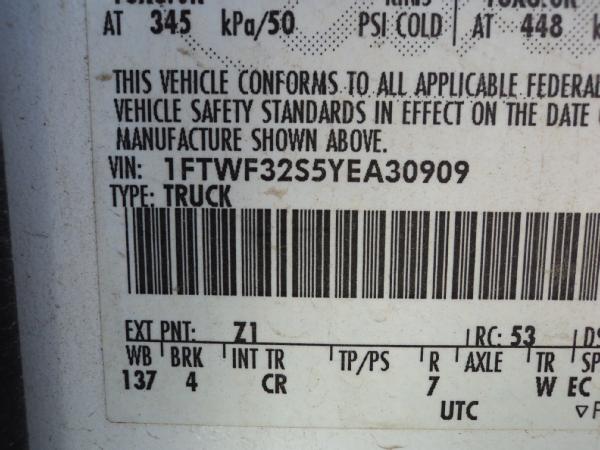 AT 345 kPa/50 PSI COLD AT 448
THIS VEHICLE CONFORMS TO ALL APPLICABLE FEDERAL
VEHICLE SAFETY STANDARDS IN EFFECT ON THE DATE
MANUFACTURE SHOWN ABOVE.
VIN: 1FTWF32S5YEA30909
TYPE: TRUCK
EXT PNT: Z1 RC: 53
WB BRK INT TR TP/PS R AXLE TR SP
137 4 CR 7 W EC
UTC